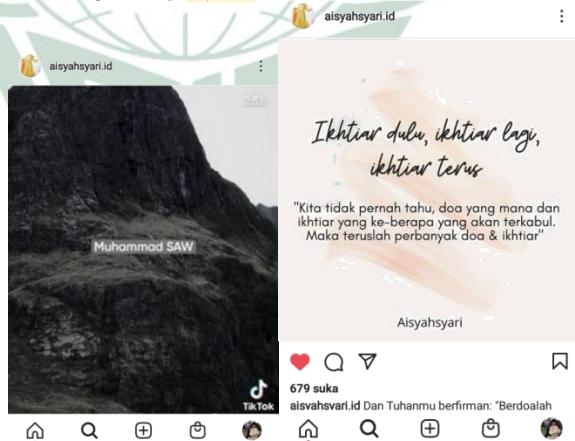 aisyahsyari.id
Muhammad SAW
TikTok
aisyahsyari.id
Ikhtiar dulu, ikhtiar lagi,
ikhtiar terus
"Kita tidak pernah tahu, doa yang mana dan
ikhtiar yang ke-berapa yang akan terkabul.
Maka teruslah perbanyak doa & ikhtiar"
Aisyahsyari
679 suka
aisyahsyari.id Dan Tuhanmu berfirman: "Berdoalah